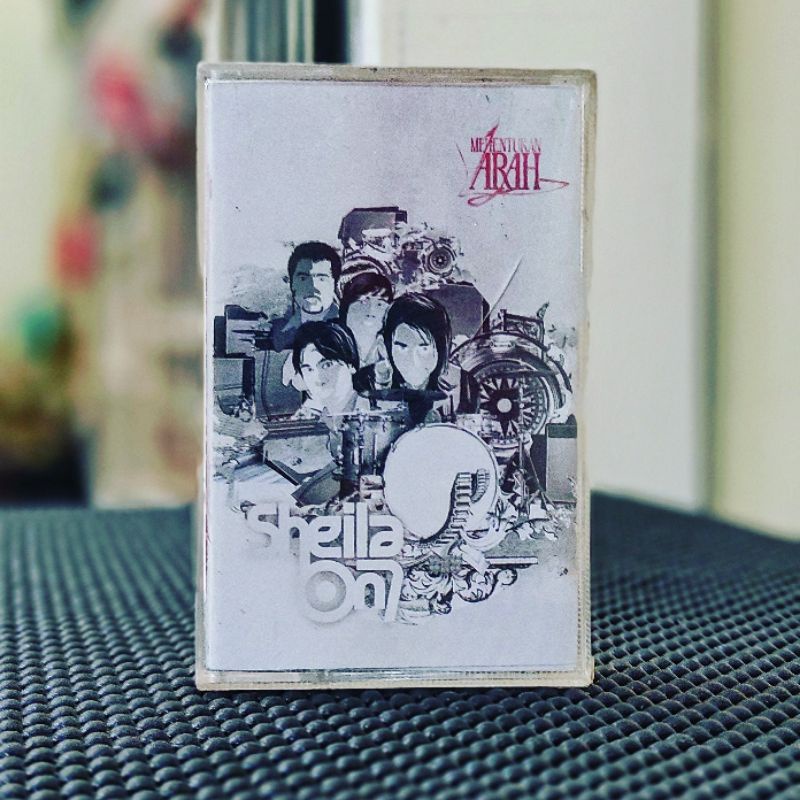 MENENTUKAN
ARAH
Sheila
On7